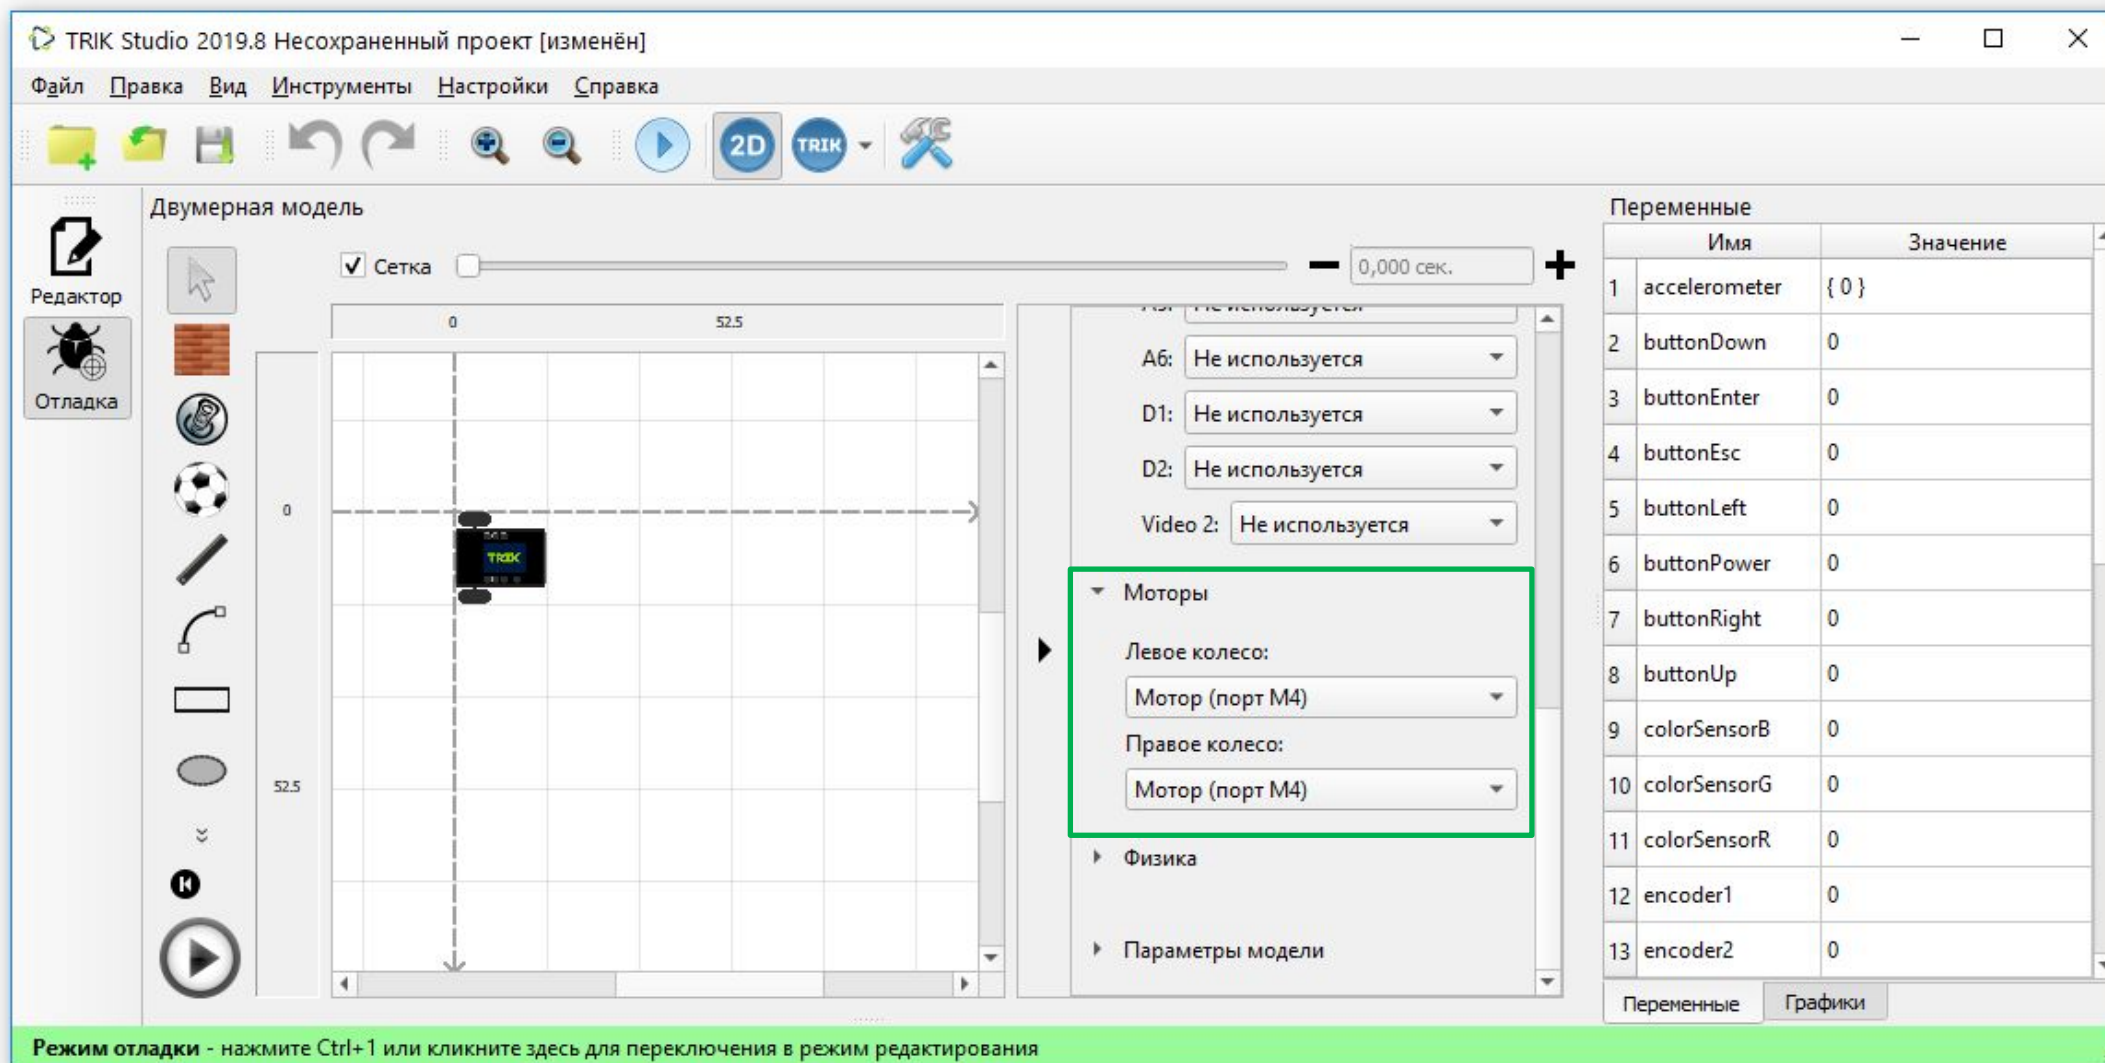 TRIK Studio 2019.8 Несохраненный проект [изменён]
Файл Правка Вид Инструменты Настройки Справка
2D TRIK
Редактор
Отладка
Двумерная модель
Сетка
0,000 сек.
0 52.5
0
52.5
TRIK
A6: Не используется
D1: Не используется
D2: Не используется
Video 2: Не используется
Моторы
Левое колесо:
Мотор (порт M4)
Правое колесо:
Мотор (порт M4)
Физика
Параметры модели
Переменные
Имя Значение
1 accelerometer { 0 }
2 buttonDown 0
3 buttonEnter 0
4 buttonEsc 0
5 buttonLeft 0
6 buttonPower 0
7 buttonRight 0
8 buttonUp 0
9 colorSensorB 0
10 colorSensorG 0
11 colorSensorR 0
12 encoder1 0
13 encoder2 0
Переменные Графики
Режим отладки - нажмите Ctrl+1 или кликните здесь для переключения в режим редактирования